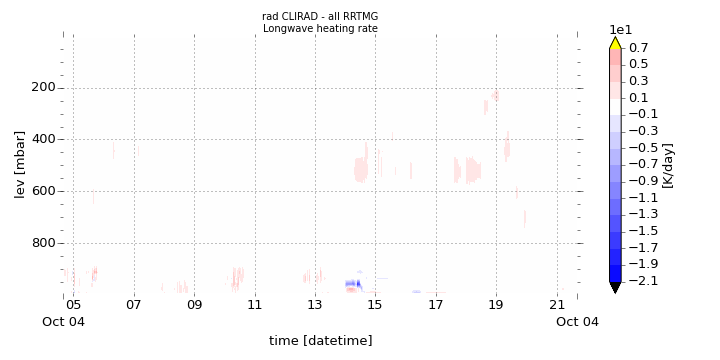 rad CLIRAD - all RRTMG
Longwave heating rate
1e1
0.7
0.5
0.3
0.1
−0.1
−0.3
−0.5
−0.7
−0.9
−1.1
−1.3
−1.5
−1.7
−1.9
−2.1
[K/day]
lev [mbar]
200
400
600
800
05 07 09 11 13 15 17 19 21
Oct 04 Oct 04
time [datetime]